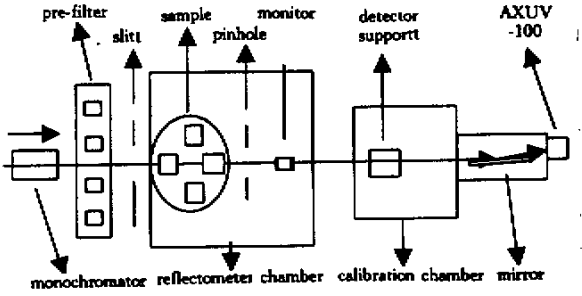 pre-filter
slitt
sample
pinhole
monitor
detector
supportt
AXUV
-100
monochromator
reflectometer chamber
calibration chamber
mirror